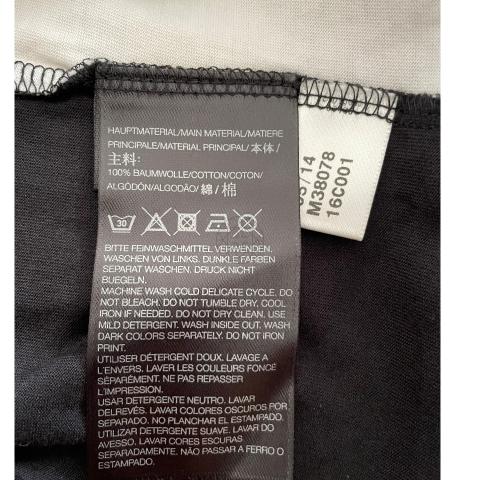 HAUPTMATERIAL/MAIN MATERIAL/MATIERE
PRINCIPALE/MATERIAL PRINCIPAL/ 本体/
主料:
100% BAUMWOLLE/COTTON/COTON/
ALGODÓN/ALGODÃO/ 綿/棉
30
BITTE FEINWASCHMITTEL VERWENDEN.
WASCHEN VON LINKS. DUNKLE FARBEN
SEPARAT WASCHEN. DRUCK NICHT
BUEGELN.
MACHINE WASH COLD DELICATE CYCLE. DO
NOT BLEACH. DO NOT TUMBLE DRY. COOL
IRON IF NEEDED. DO NOT DRY CLEAN. USE
MILD DETERGENT. WASH INSIDE OUT. WASH
DARK COLORS SEPARATELY. DO NOT IRON
PRINT.
UTILISER DÉTERGENT DOUX. LAVAGE A
L'ENVERS. LAVER LES COULEURS FONCÉ
SÉPARÉMENT. NE PAS REPASSER
L'IMPRESSION.
USAR DETERGENTE NEUTRO. LAVAR
DELREVÉS. LAVAR COLORES OSCUROS POR
SEPARADO. NO PLANCHAR EL ESTAMPADO.
UTILIZAR DETERGENTE SUAVE. LAVAR DO
AVESSO. LAVAR CORES ESCURAS
SEPARADAMENTE. NÃO PASSAR A FERRO O
ESTAMPADO.
03/14
M38078
16C001